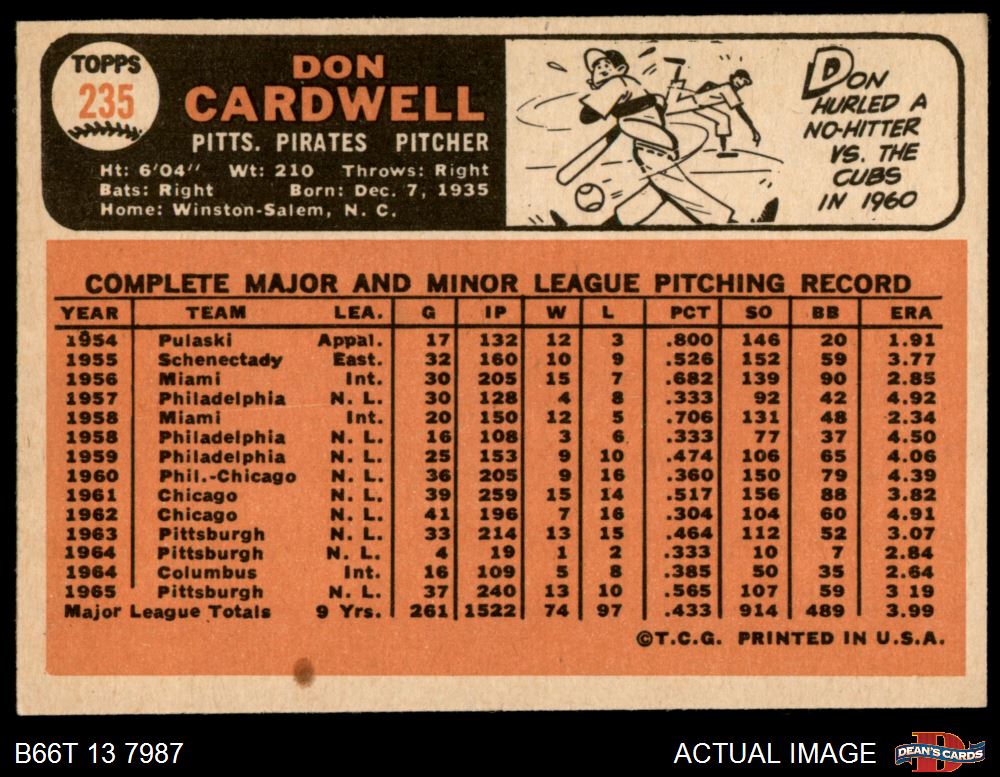 TOPPS
235
DON
CARDWELL
PITTS. PIRATES PITCHER
Ht: 6'04" Wt: 210 Throws: Right
Bats: Right Born: Dec. 7, 1935
Home: Winston-Salem, N. C.
DON
HURLED A
NO-HITTER
VS. THE
CUBS
IN 1960
COMPLETE MAJOR AND MINOR LEAGUE PITCHING RECORD
YEAR TEAM LEA. G IP W L PCT SO BB ERA
1954 Pulaski Appal. 17 132 12 3 .800 146 20 1.91
1955 Schenectady East. 32 160 10 9 .526 152 59 3.77
1956 Miami Int. 30 205 15 7 .682 139 90 2.85
1957 Philadelphia N. L. 30 128 4 8 .333 92 42 4.92
1958 Miami Int. 20 150 12 5 .706 131 48 2.34
1958 Philadelphia N. L. 16 108 3 6 .333 77 37 4.50
1959 Philadelphia N. L. 25 153 9 10 .474 106 65 4.06
1960 Phil.-Chicago N. L. 36 205 9 16 .360 150 79 4.39
1961 Chicago N. L. 39 259 15 14 .517 156 88 3.82
1962 Chicago N. L. 41 196 7 16 .304 104 60 4.91
1963 Pittsburgh N. L. 33 214 13 15 .464 112 52 3.07
1964 Pittsburgh N. L. 4 19 1 2 .333 10 7 2.84
1964 Columbus Int. 16 109 5 8 .385 50 35 2.64
1965 Pittsburgh N. L. 37 240 13 10 .565 107 59 3 19
Major League Totals 9 Yrs. 261 1522 74 97 .433 914 489 3.99
©T.C.G. PRINTED IN U.S.A.
B66T 13 7987
ACTUAL IMAGE
DEAN'S CARDS